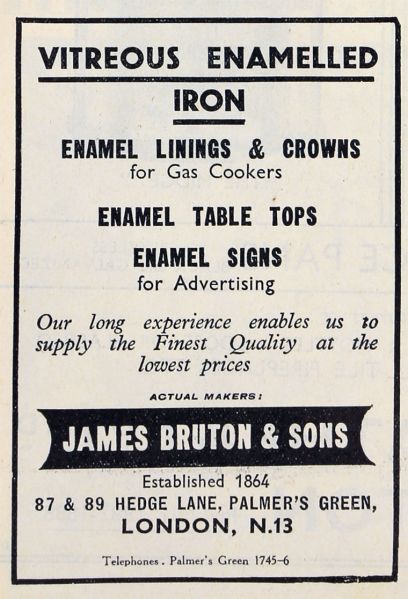 VITREOUS ENAMELLED
IRON
ENAMEL LININGS & CROWNS
for Gas Cookers
ENAMEL TABLE TOPS
ENAMEL SIGNS
for Advertising
Our long experience enables us to
supply the Finest Quality at the
lowest prices
ACTUAL MAKERS:
JAMES BRUTON & SONS
Established 1864
87 & 89 HEDGE LANE, PALMER'S GREEN,
LONDON, N.13
Telephones. Palmer's Green 1745-6